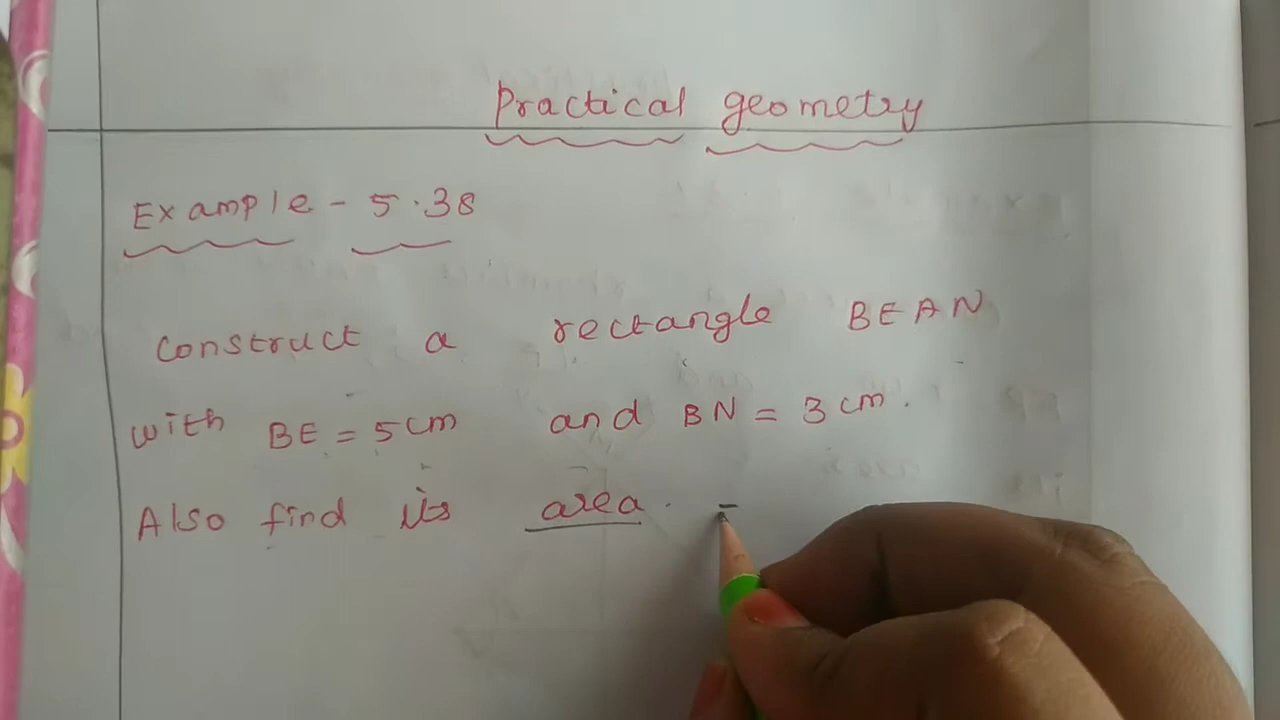 Practical geometry
Example - 5.38
construct a rectangle BEAN
with BE = 5cm and BN = 3cm.
Also find its area. -